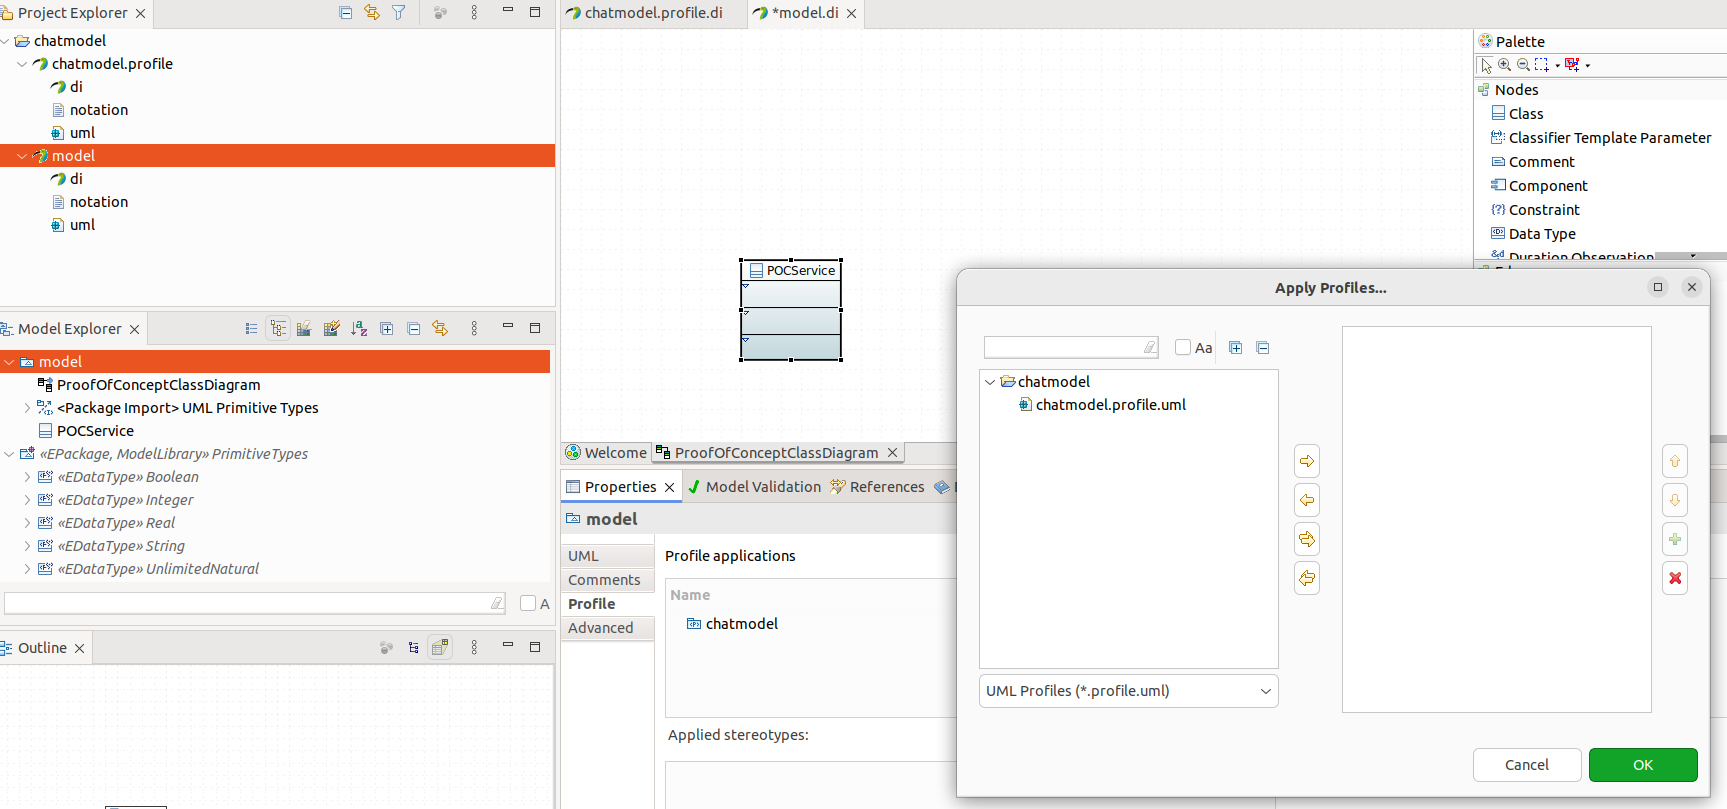 Project Explorer
chatmodel
chatmodel.profile
di
notation
uml
model
di
notation
uml
Model Explorer
model
ProofOfConceptClassDiagram
<Package Import> UML Primitive Types
POCService
«EPackage, ModelLibrary» PrimitiveTypes
«EDataType» Boolean
«EDataType» Integer
«EDataType» Real
«EDataType» String
«EDataType» UnlimitedNatural
A
Outline
chatmodel.profile.di
*model.di
POCService
Palette
Nodes
Class
Classifier Template Parameter
Comment
Component
Constraint
Data Type
Duration Observation
Welcome
ProofOfConceptClassDiagram
Properties
Model Validation
References
model
UML
Comments
Profile
Advanced
Profile applications
Name
chatmodel
Applied stereotypes:
Apply Profiles...
Aa
chatmodel
chatmodel.profile.uml
UML Profiles (*.profile.uml)
Cancel
OK